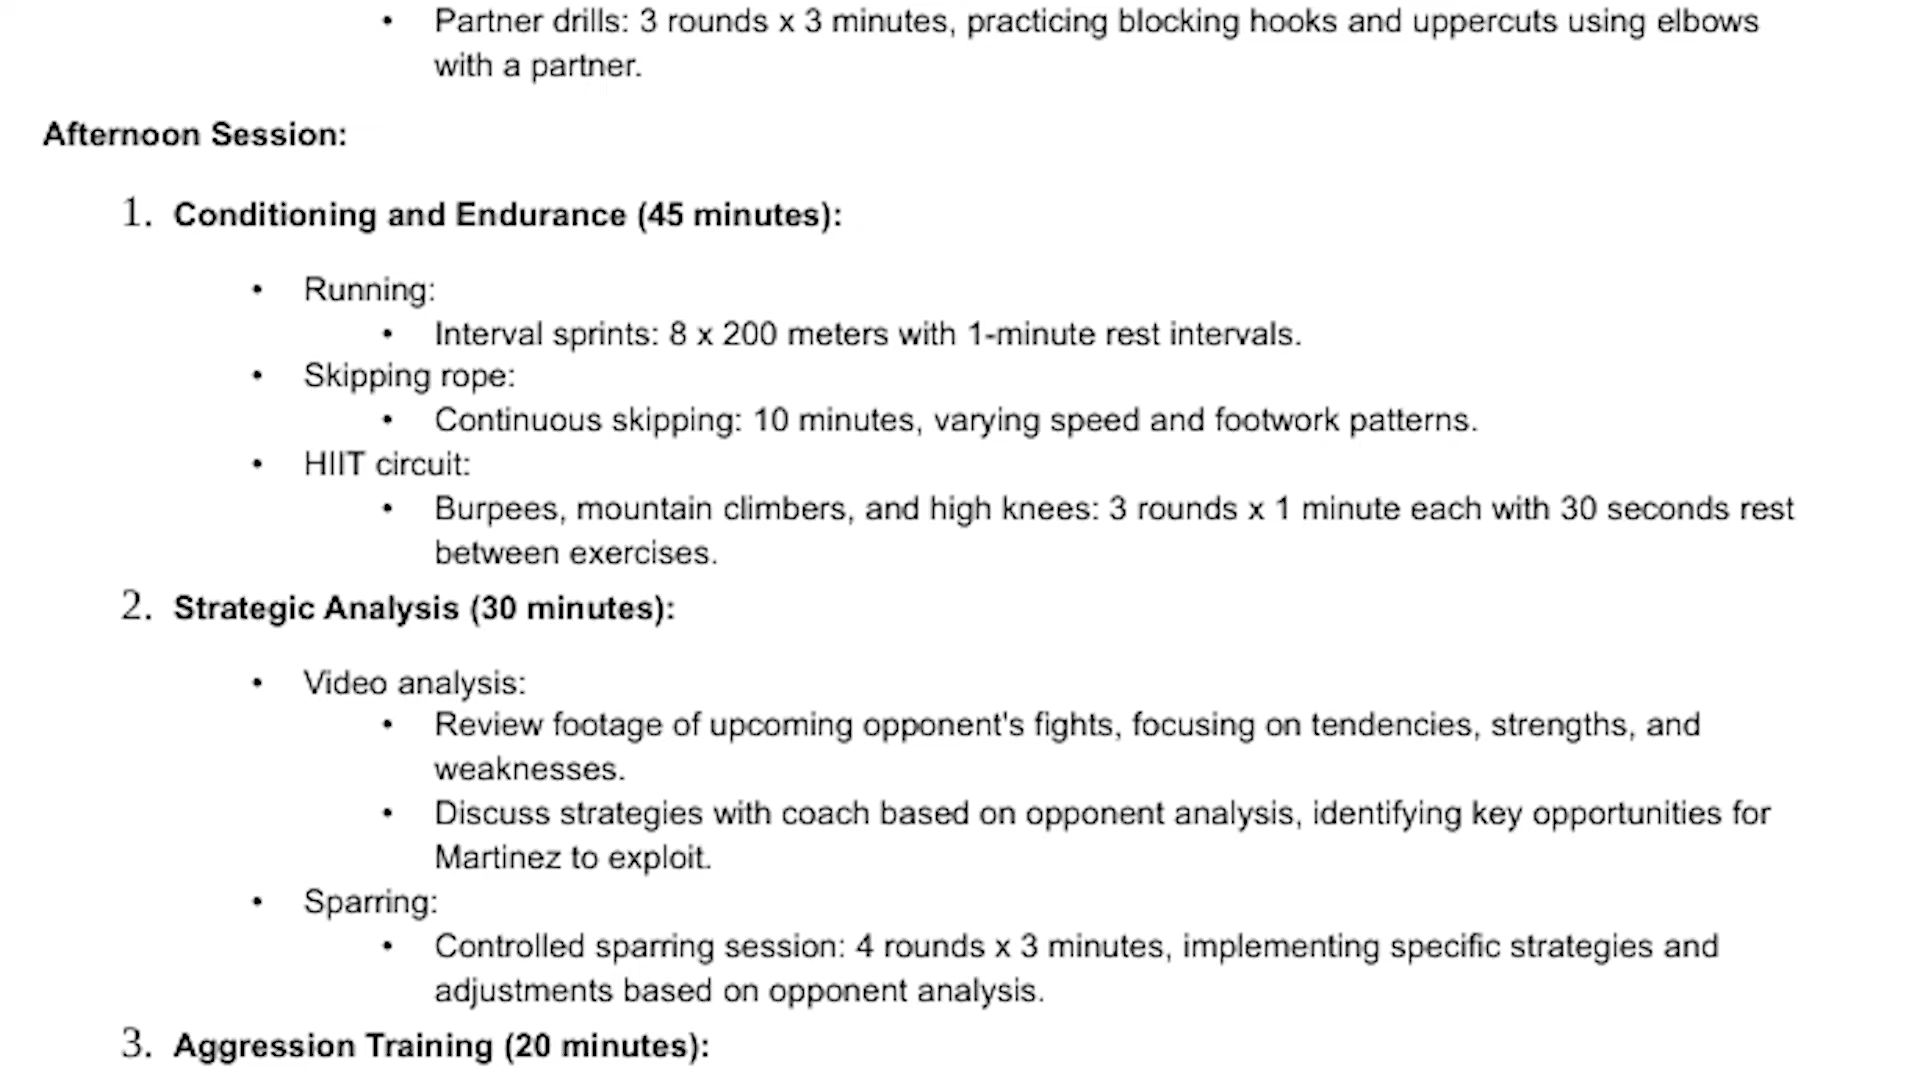 • Partner drills: 3 rounds x 3 minutes, practicing blocking hooks and uppercuts using elbows
with a partner.
Afternoon Session:
1. Conditioning and Endurance (45 minutes):
• Running:
• Interval sprints: 8 x 200 meters with 1-minute rest intervals.
• Skipping rope:
• Continuous skipping: 10 minutes, varying speed and footwork patterns.
• HIIT circuit:
• Burpees, mountain climbers, and high knees: 3 rounds x 1 minute each with 30 seconds rest
between exercises.
2. Strategic Analysis (30 minutes):
• Video analysis:
• Review footage of upcoming opponent's fights, focusing on tendencies, strengths, and
weaknesses.
• Discuss strategies with coach based on opponent analysis, identifying key opportunities for
Martinez to exploit.
• Sparring:
• Controlled sparring session: 4 rounds x 3 minutes, implementing specific strategies and
adjustments based on opponent analysis.
3. Aggression Training (20 minutes):